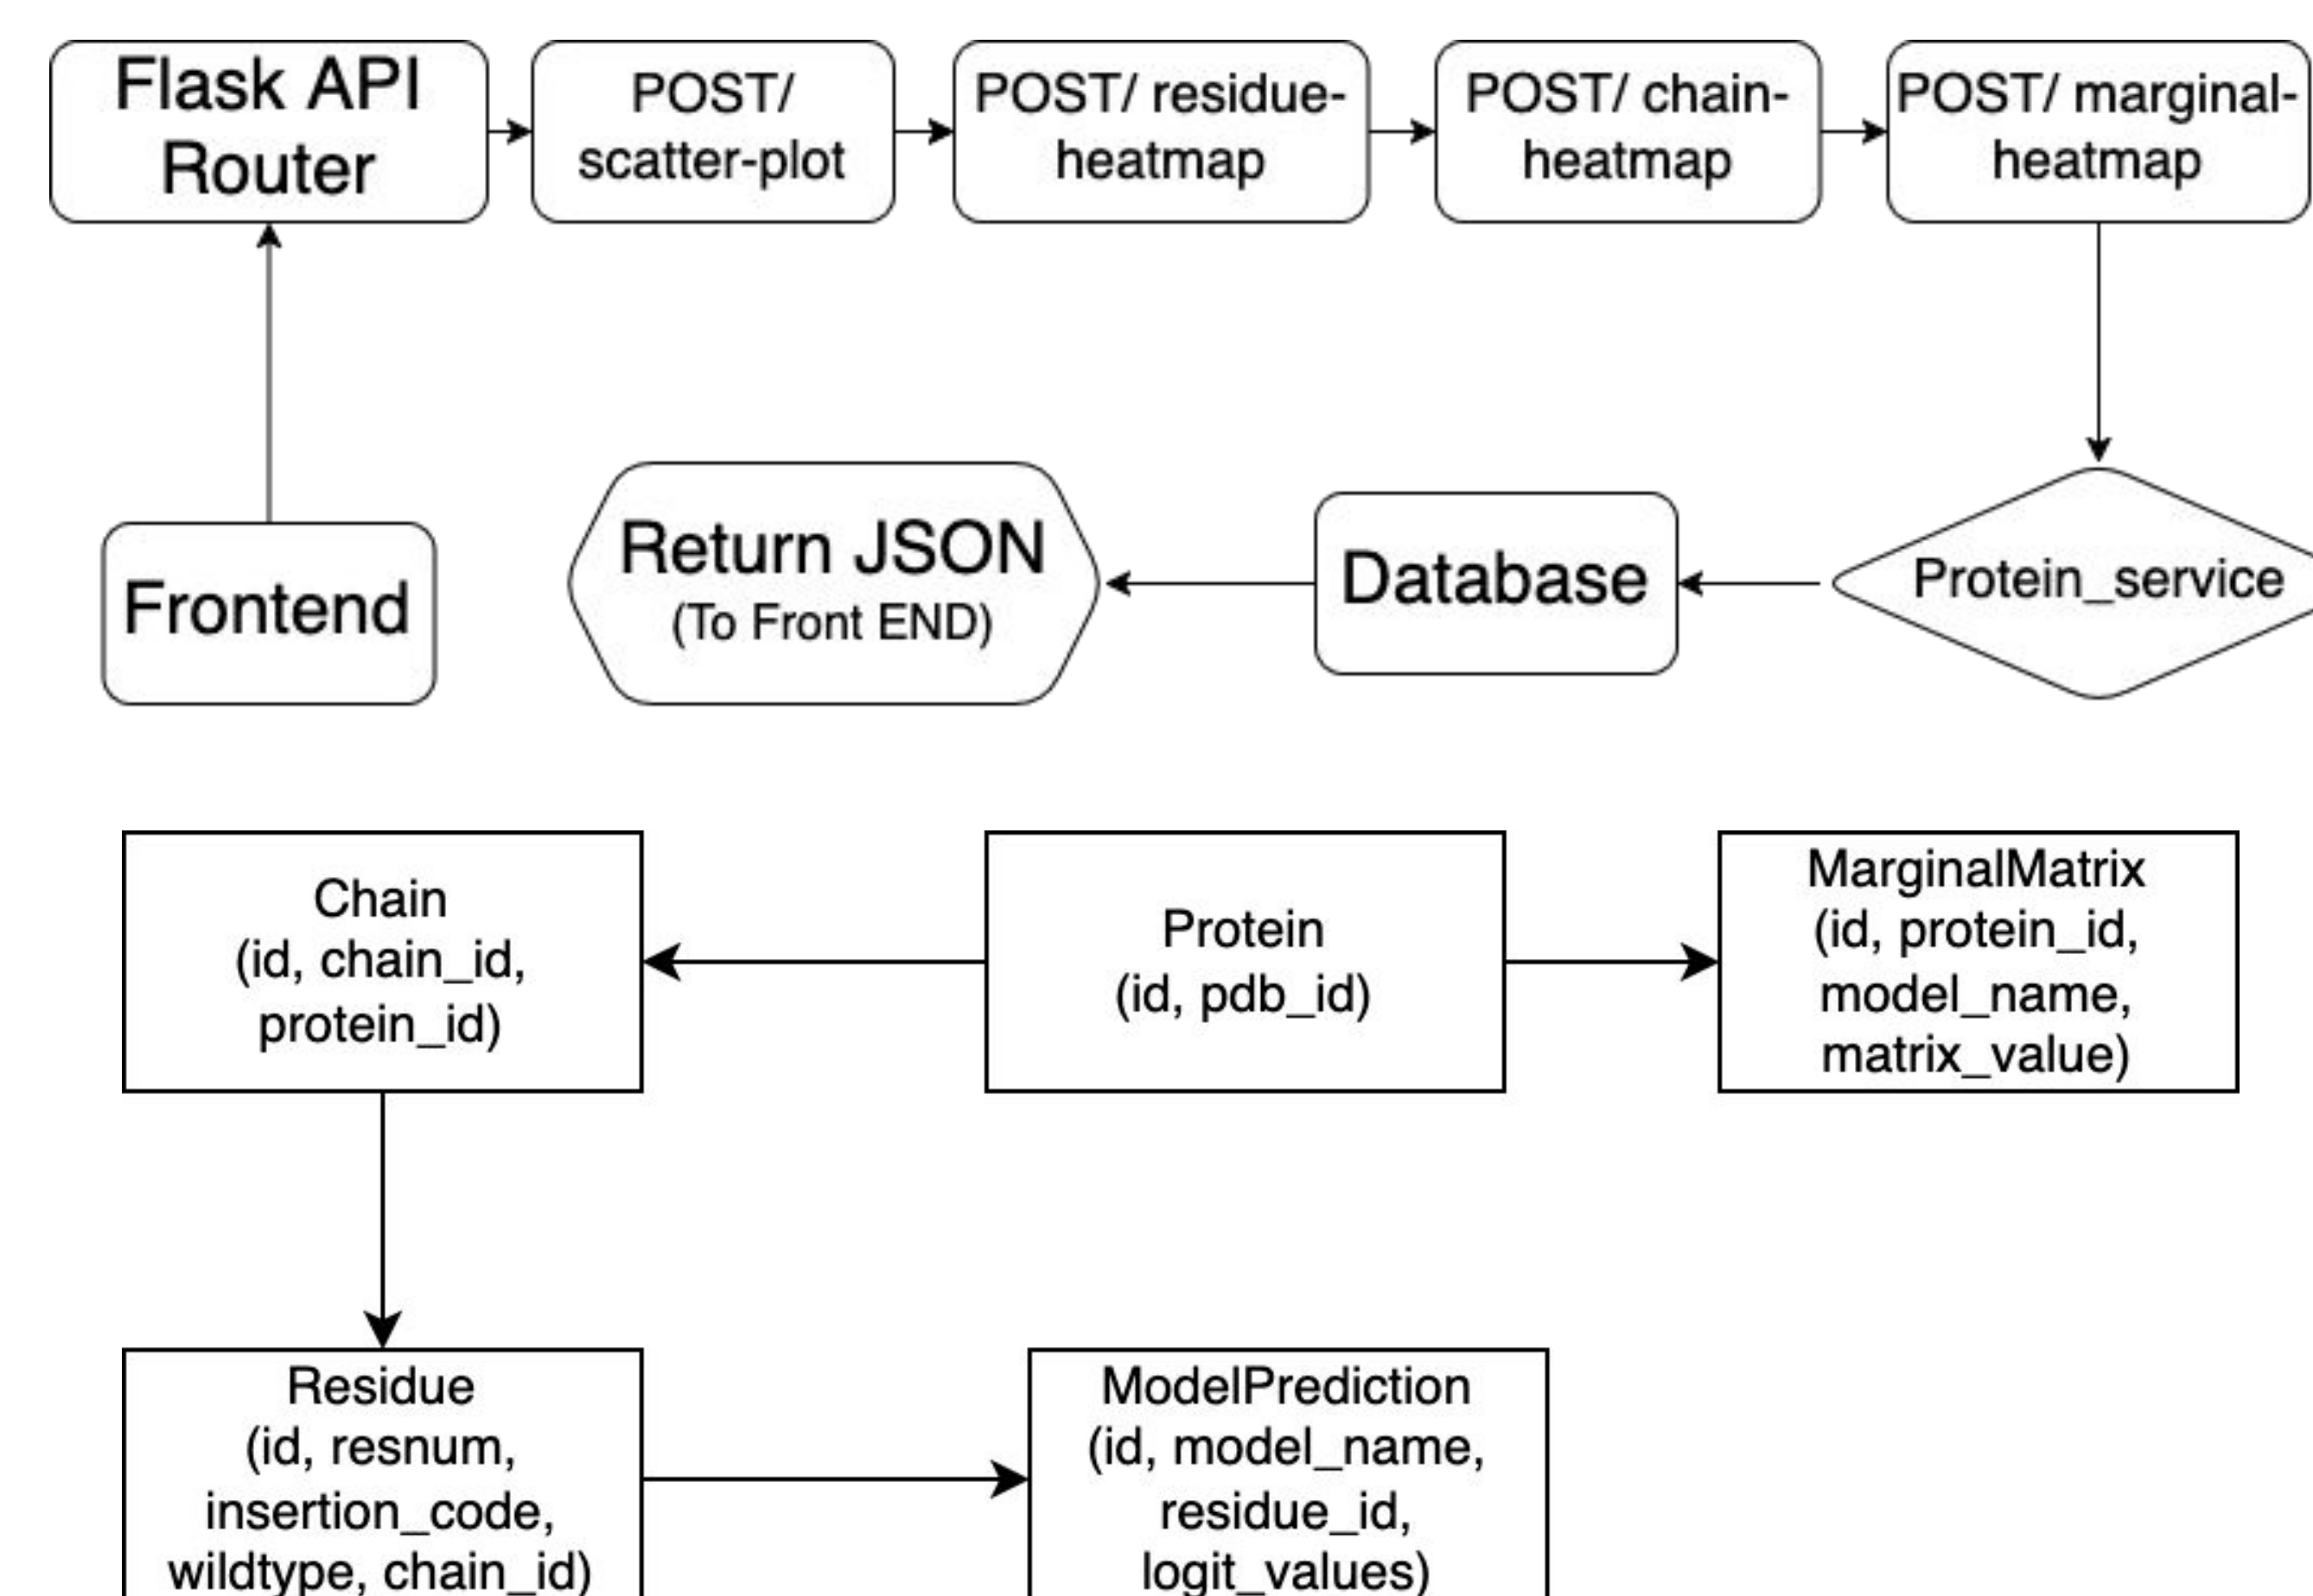 Flask API
Router
POST/
scatter-plot
POST/ residue-
heatmap
POST/ chain-
heatmap
POST/ marginal-
heatmap
Frontend
Return JSON
(To Front END)
Database
Protein_service
Chain
(id, chain_id,
protein_id)
Protein
(id, pdb_id)
MarginalMatrix
(id, protein_id,
model_name,
matrix_value)
Residue
(id, resnum,
insertion_code,
wildtype, chain_id)
ModelPrediction
(id, model_name,
residue_id,
logit_values)